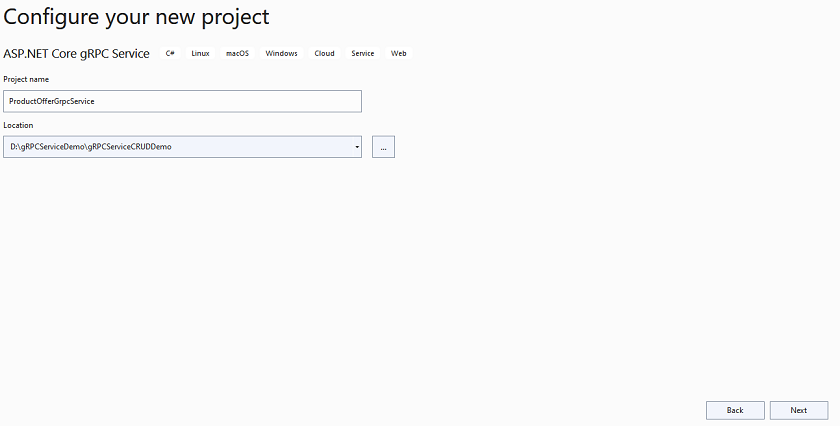 Configure your new project
ASP.NET Core gRPC Service C# Linux macOS Windows Cloud Service Web
Project name
ProductOfferGrpcService
Location
D:\gRPCServiceDemo\gRPCServiceCRUDDemo ...
Back Next